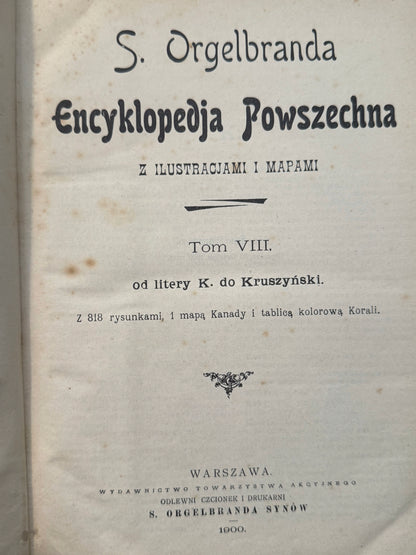 S. Orgelbranda
Encyklopedja Powszechna
Z ILUSTRACJAMI I MAPAMI
Tom VIII.
od litery K. do Kruszyński.
Z 818 rysunkami, 1 mapą Kanady i tablicą kolorową Korali.
WARSZAWA.
WYDAWNICTWO TOWARZYSTWA AKCYJNEGO
ODLEWNI CZCIONEK I DRUKARNI
S. ORGELBRANDA SYNÓW
1900.